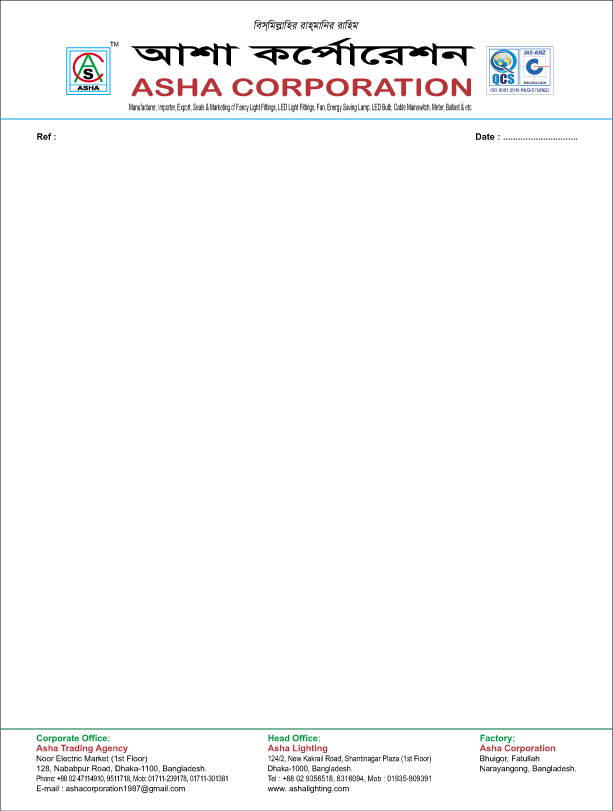 বিস্‌মিল্লাহির রাহ্‌মানির রাহিম
ACS ASHA TM
আশা কর্পোরেশন
ASHA CORPORATION
Manufacturer, Importer, Export, Seals & Marketing of Fancy Light Fittings, LED Light Fittings, Fan, Energy Saving Lamp, LED Bulb, Cable Mainswitch, Meter, Ballast & etc.
QCS JAS-ANZ
ISO 9001:2015 REGISTERED
Ref :
Date : .............................
Corporate Office:
Asha Trading Agency
Noor Electric Market (1st Floor)
128, Nababpur Road, Dhaka-1100, Bangladesh.
Phone: +88 02 47114910, 9511718, Mob: 01711-239178, 01711-301381
E-mail : ashacorporation1987@gmail.com
Head Office:
Asha Lighting
124/2, New Kakrail Road, Shantinagar Plaza (1st Floor)
Dhaka-1000, Bangladesh.
Tel : +88 02 9356518, 8316094, Mob : 01935-909391
www. ashalighting.com
Factory:
Asha Corporation
Bhuigor, Fatullah
Narayangong, Bangladesh.